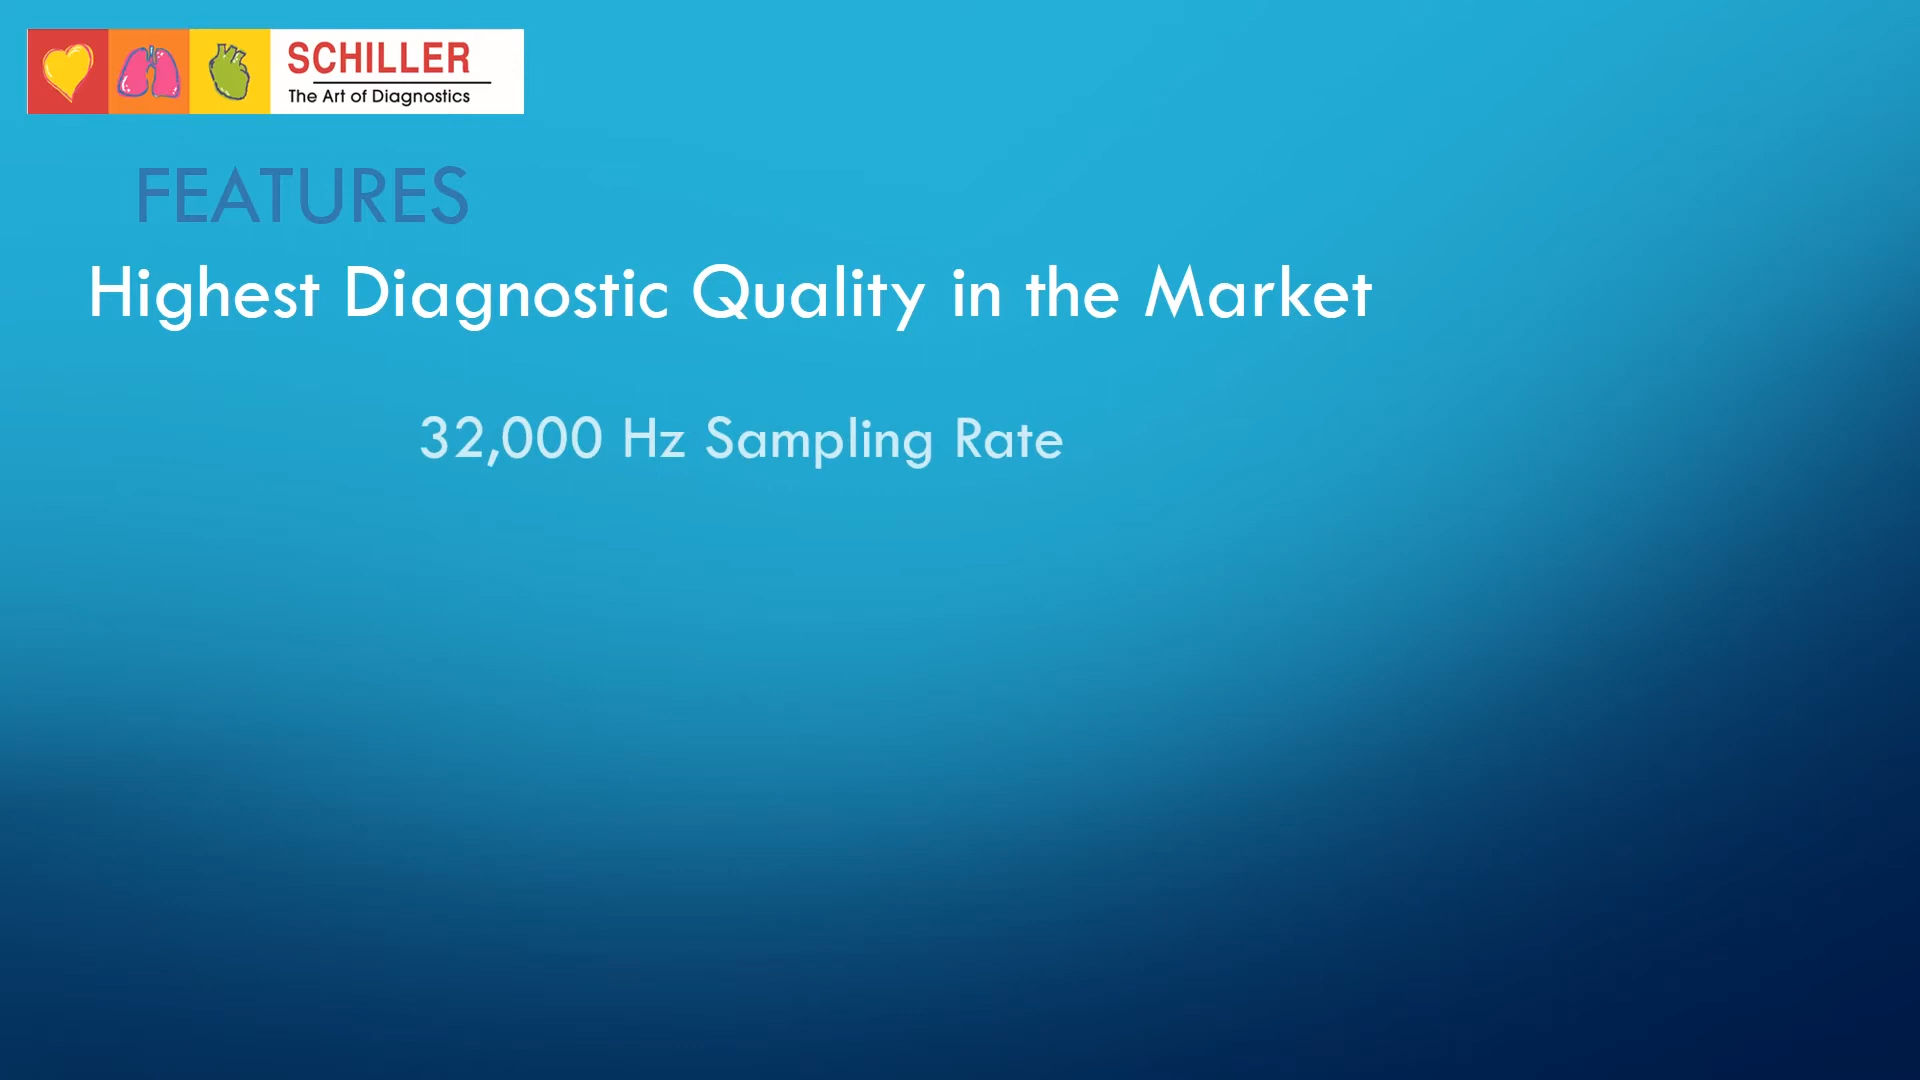 SCHILLER
The Art of Diagnostics
FEATURES
Highest Diagnostic Quality in the Market
32,000 Hz Sampling Rate